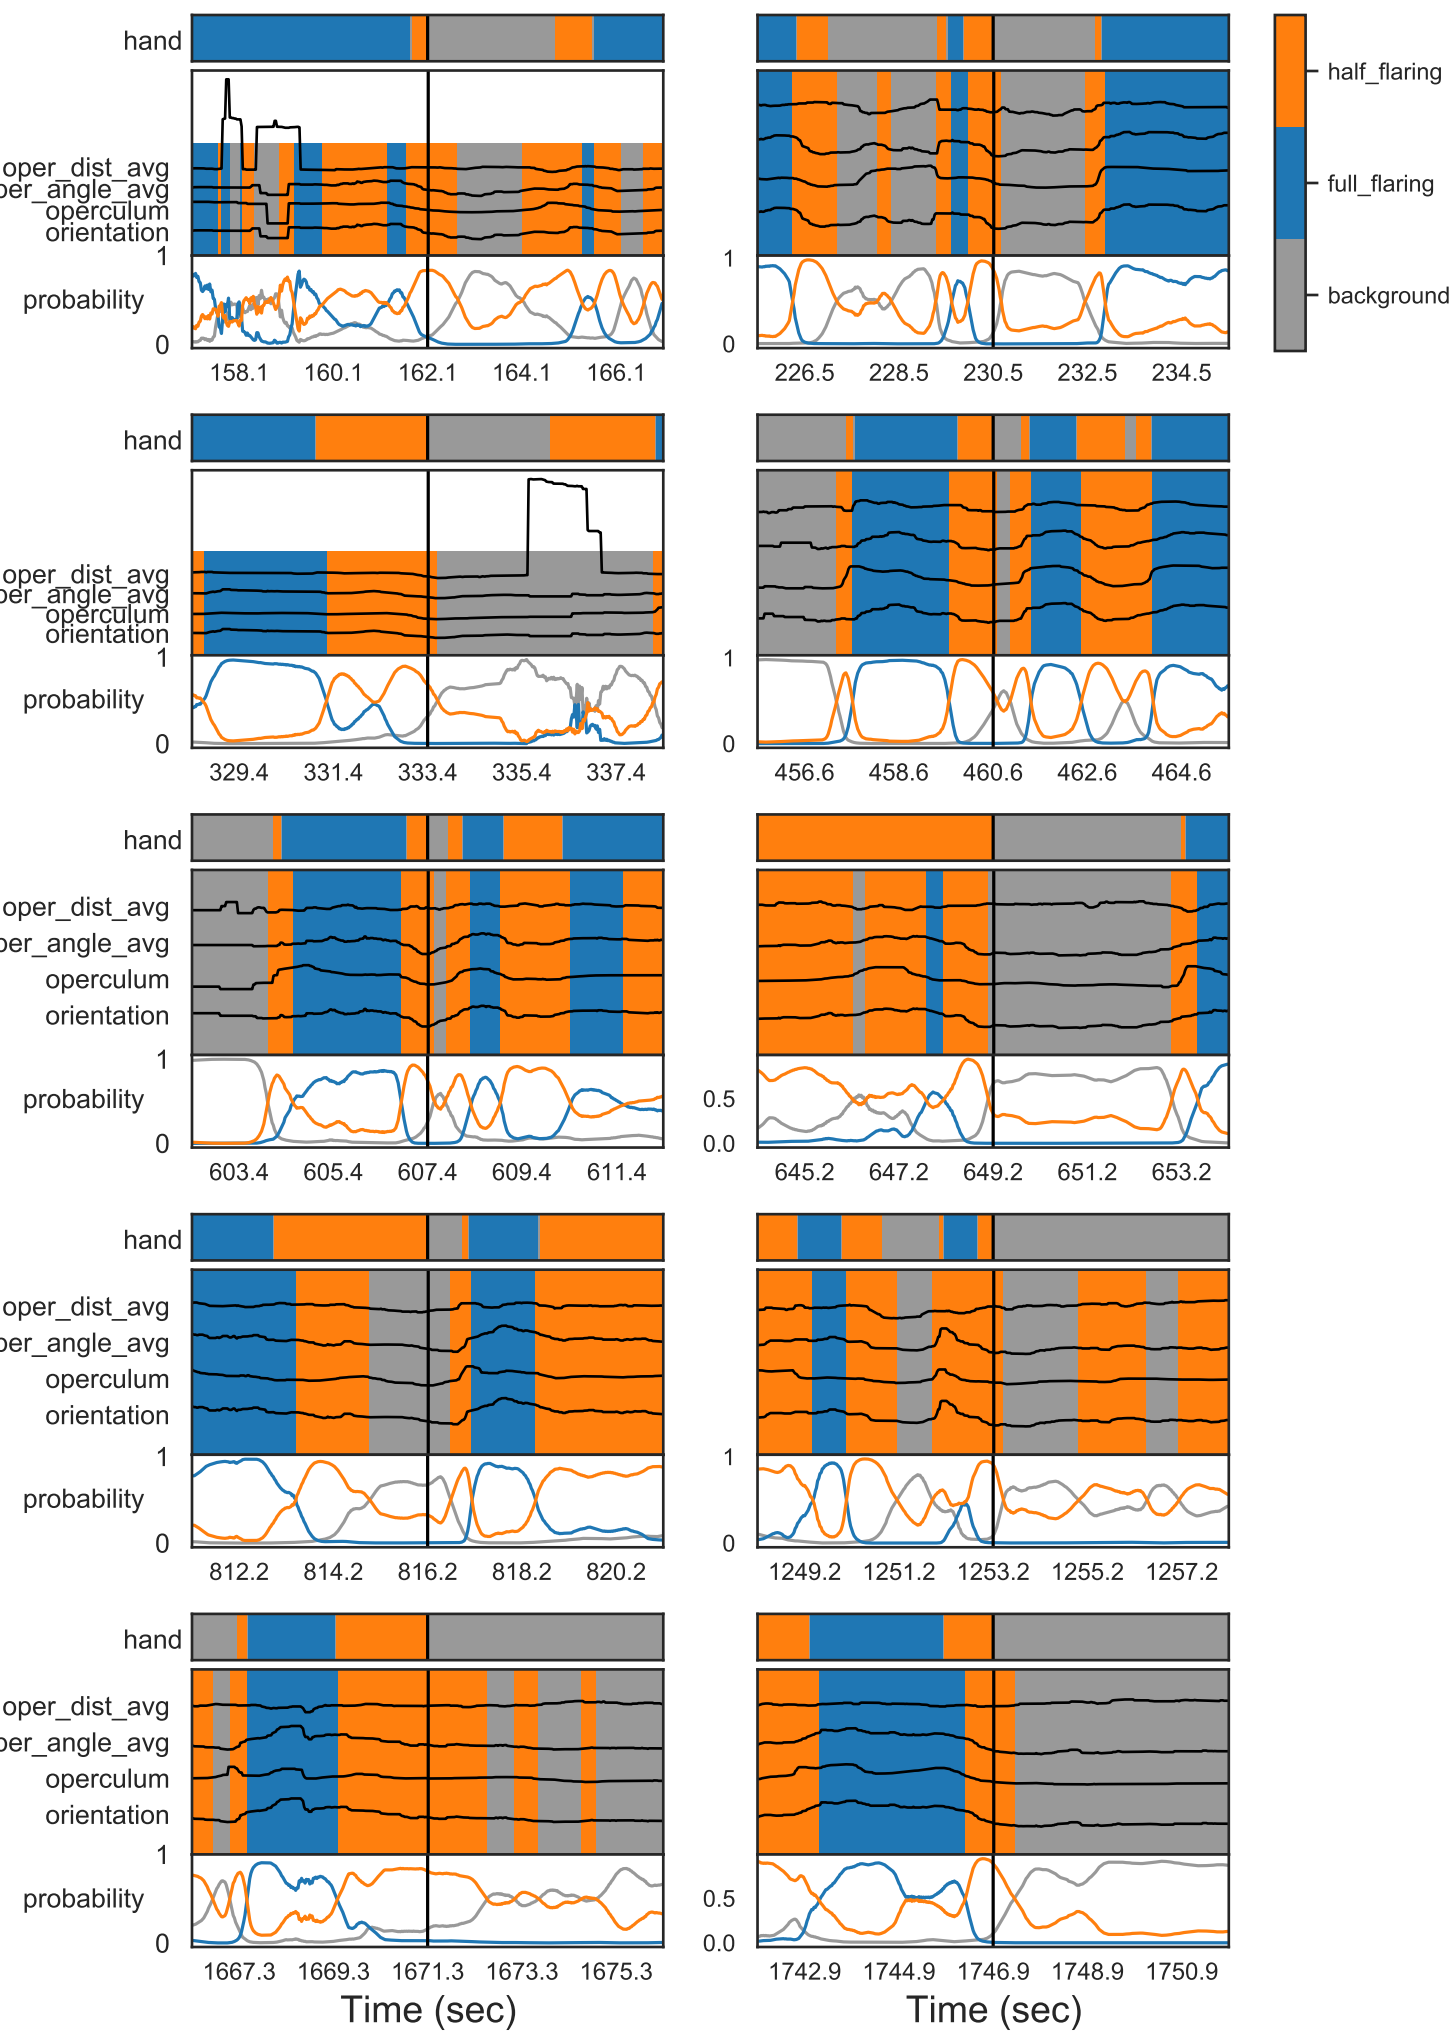 hand
half_flaring
full_flaring
background
oper_dist_avg
per_angle_avg
operculum
orientation
1
probability
0
158.1 160.1 162.1 164.1 166.1
1
0
226.5 228.5 230.5 232.5 234.5
hand
oper_dist_avg
per_angle_avg
operculum
orientation
1
probability
0
329.4 331.4 333.4 335.4 337.4
1
0
456.6 458.6 460.6 462.6 464.6
hand
oper_dist_avg
per_angle_avg
operculum
orientation
1
probability
0
603.4 605.4 607.4 609.4 611.4
0.5
0.0
645.2 647.2 649.2 651.2 653.2
hand
oper_dist_avg
per_angle_avg
operculum
orientation
1
probability
0
812.2 814.2 816.2 818.2 820.2
1
0
1249.2 1251.2 1253.2 1255.2 1257.2
hand
oper_dist_avg
per_angle_avg
operculum
orientation
1
probability
0
1667.3 1669.3 1671.3 1673.3 1675.3
Time (sec)
0.5
0.0
1742.9 1744.9 1746.9 1748.9 1750.9
Time (sec)